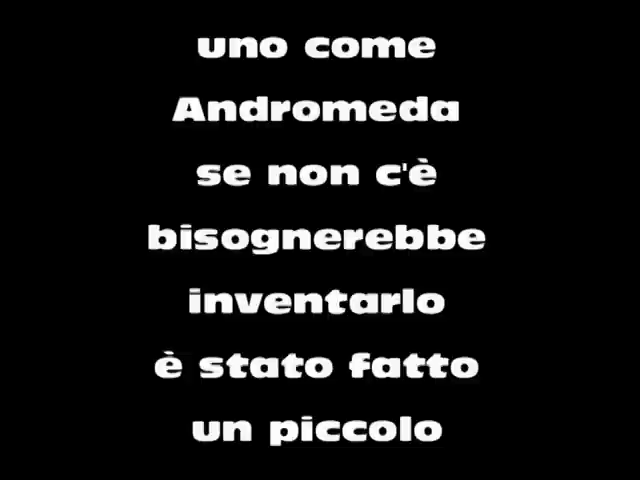 uno come
Andromeda
se non c'è
bisognerebbe
inventarlo
è stato fatto
un piccolo